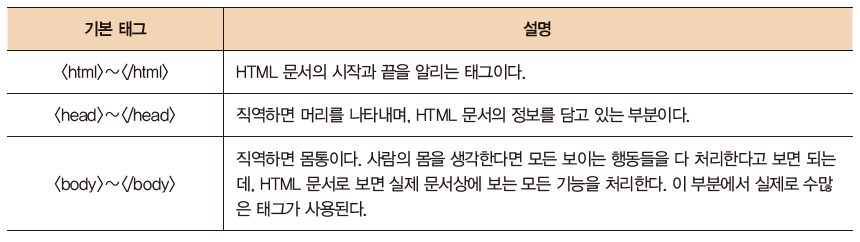 기본 태그 설명
〈html〉~〈/html〉 HTML 문서의 시작과 끝을 알리는 태그이다.
〈head〉~〈/head〉 직역하면 머리를 나타내며, HTML 문서의 정보를 담고 있는 부분이다.
직역하면 몸통이다. 사람의 몸을 생각한다면 모든 보이는 행동들을 다 처리한다고 보면 되는
〈body〉~〈/body〉 데, HTML 문서로 보면 실제 문서상에 보는 모든 기능을 처리한다. 이 부분에서 실제로 수많
은 태그가 사용된다.